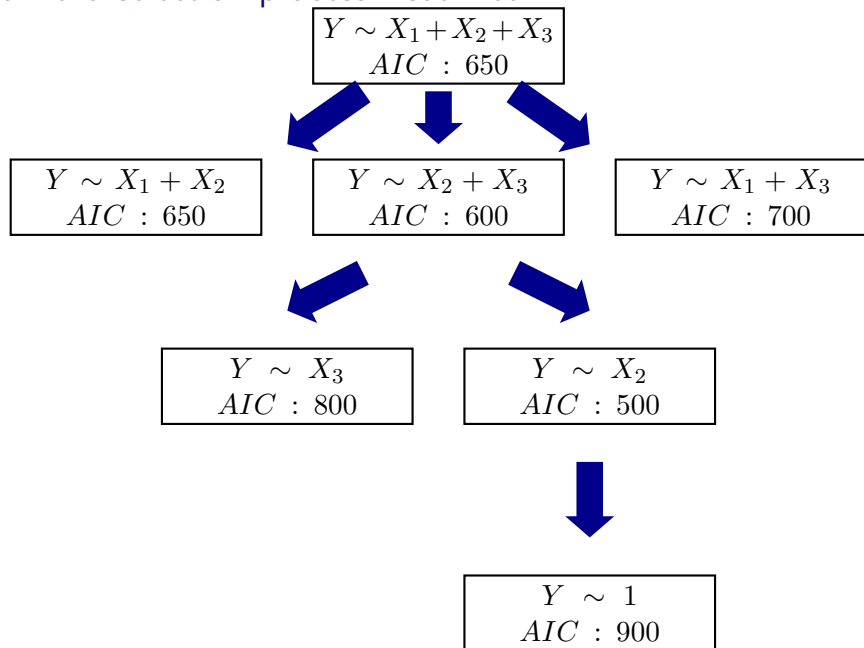 Y ∼ X₁ + X₂ + X₃
AIC : 650
Y ∼ X₁ + X₂
AIC : 650
Y ∼ X₂ + X₃
AIC : 600
Y ∼ X₁ + X₃
AIC : 700
Y ∼ X₃
AIC : 800
Y ∼ X₂
AIC : 500
Y ∼ 1
AIC : 900